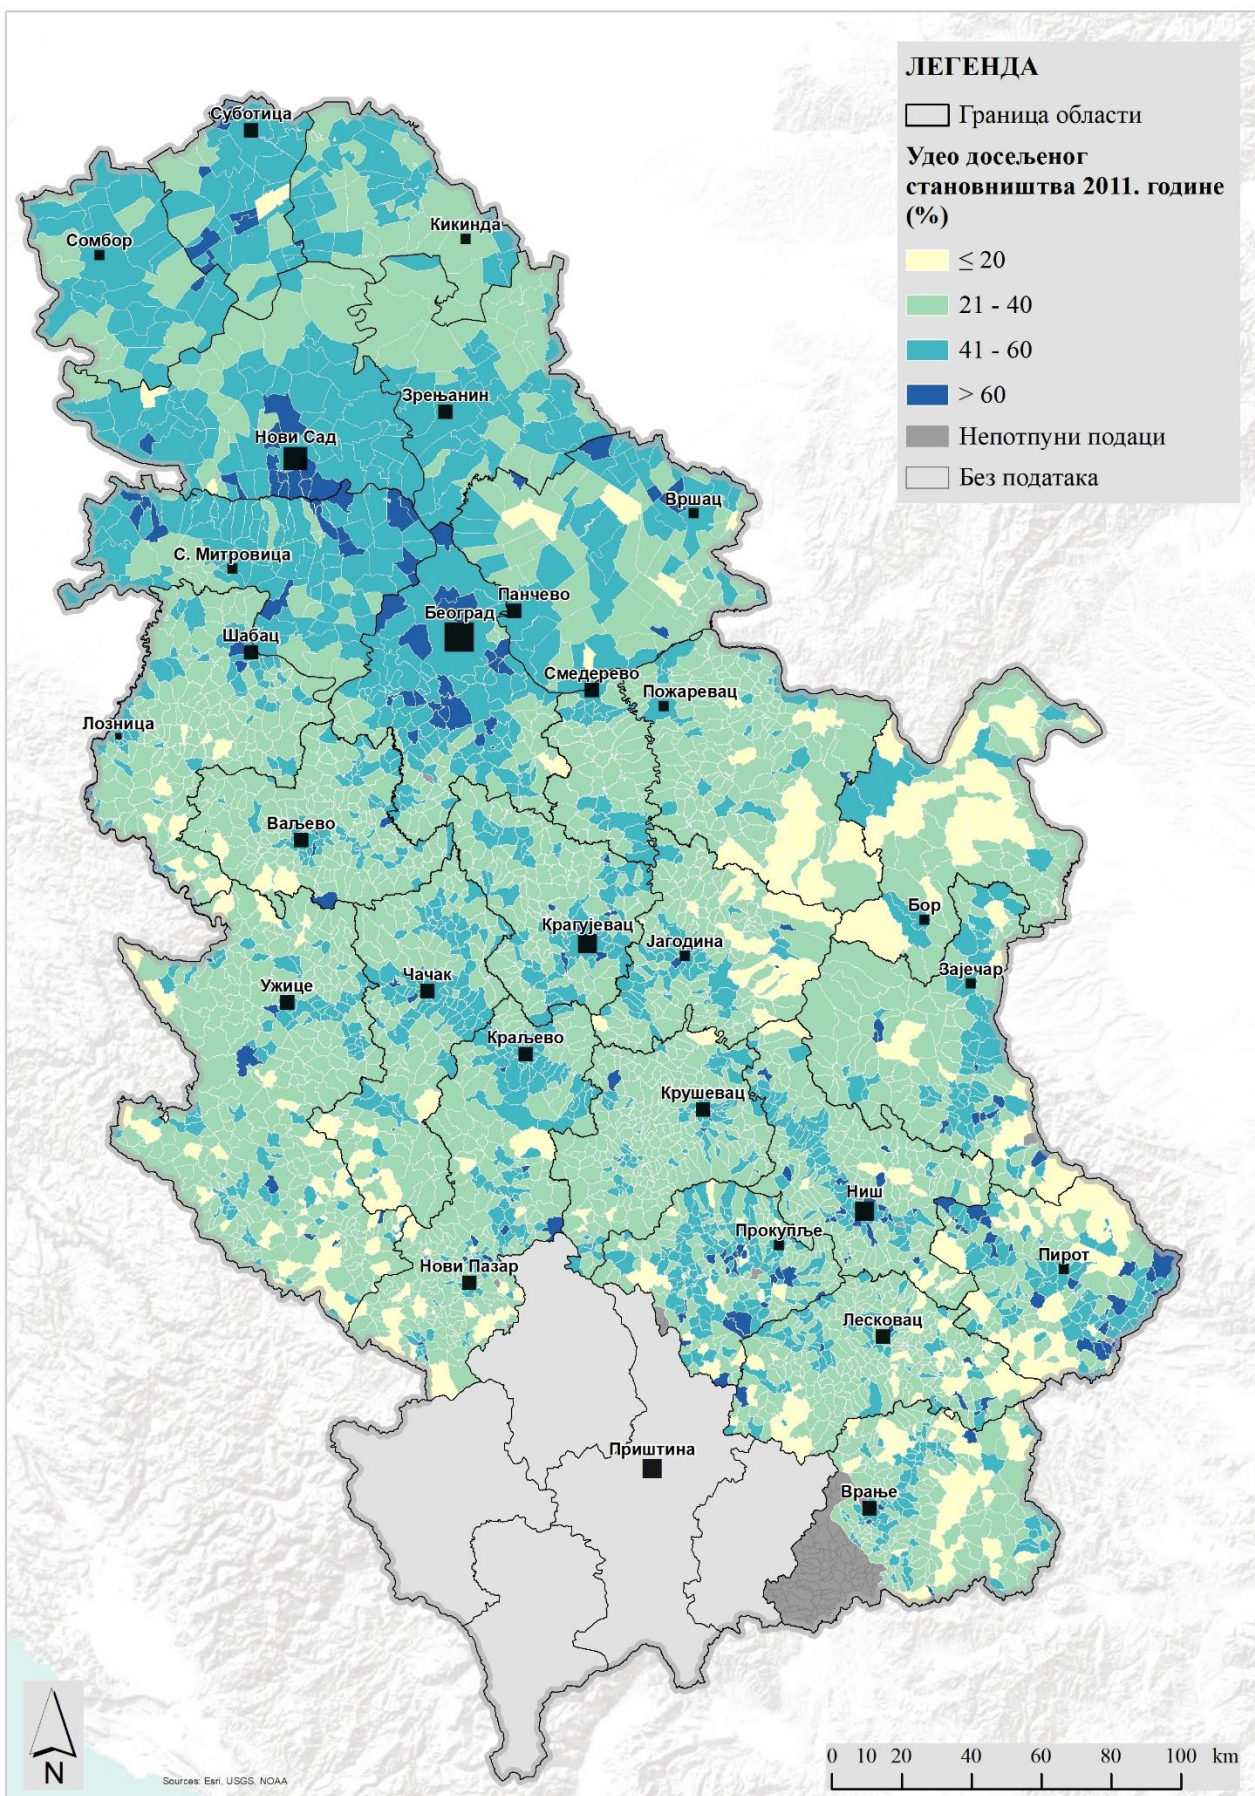 ЛЕГЕНДА
Граница области
Удео досељеног
становништва 2011. године
(%)
≤ 20
21 - 40
41 - 60
> 60
Непотпуни подаци
Без података
Суботица
Кикинда
Сомбор
Зрењанин
Нови Сад
Вршац
С. Митровица
Панчево
Београд
Шабац
Смедерево
Пожаревац
Лозница
Ваљево
Бор
Крагујевац
Јагодина
Зајечар
Чачак
Ужице
Краљево
Крушевац
Ниш
Прокупље
Пирот
Нови Пазар
Лесковац
Приштина
Врање
N
Sources: Esri, USGS, NOAA
0 10 20 40 60 80 100 km